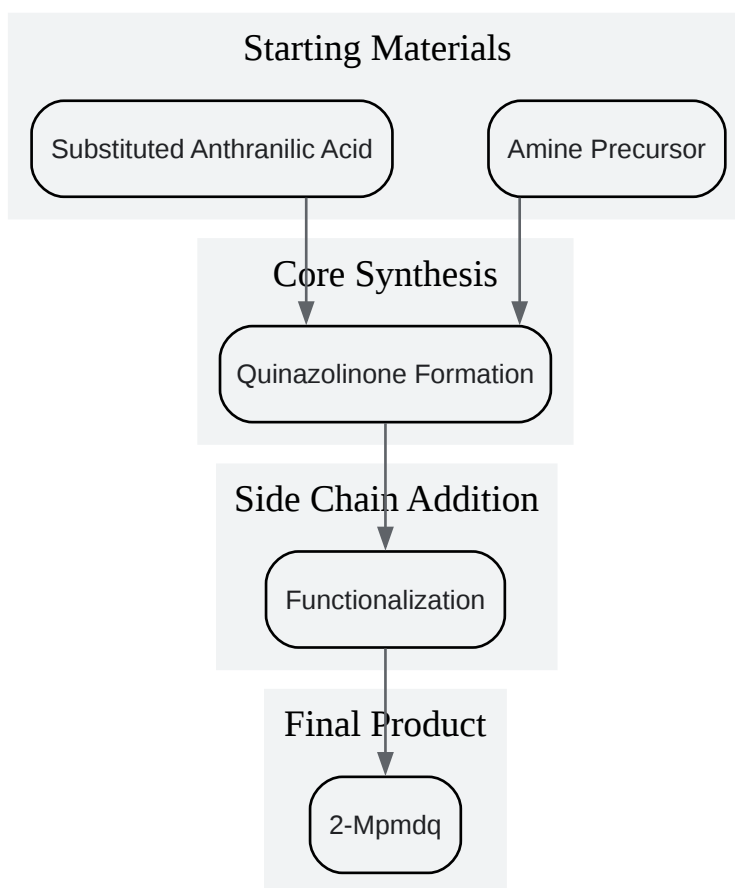 Starting Materials
Substituted Anthranilic Acid
Amine Precursor
Core Synthesis
Quinazolinone Formation
Side Chain Addition
Functionalization
Final Product
2-Mpmdq